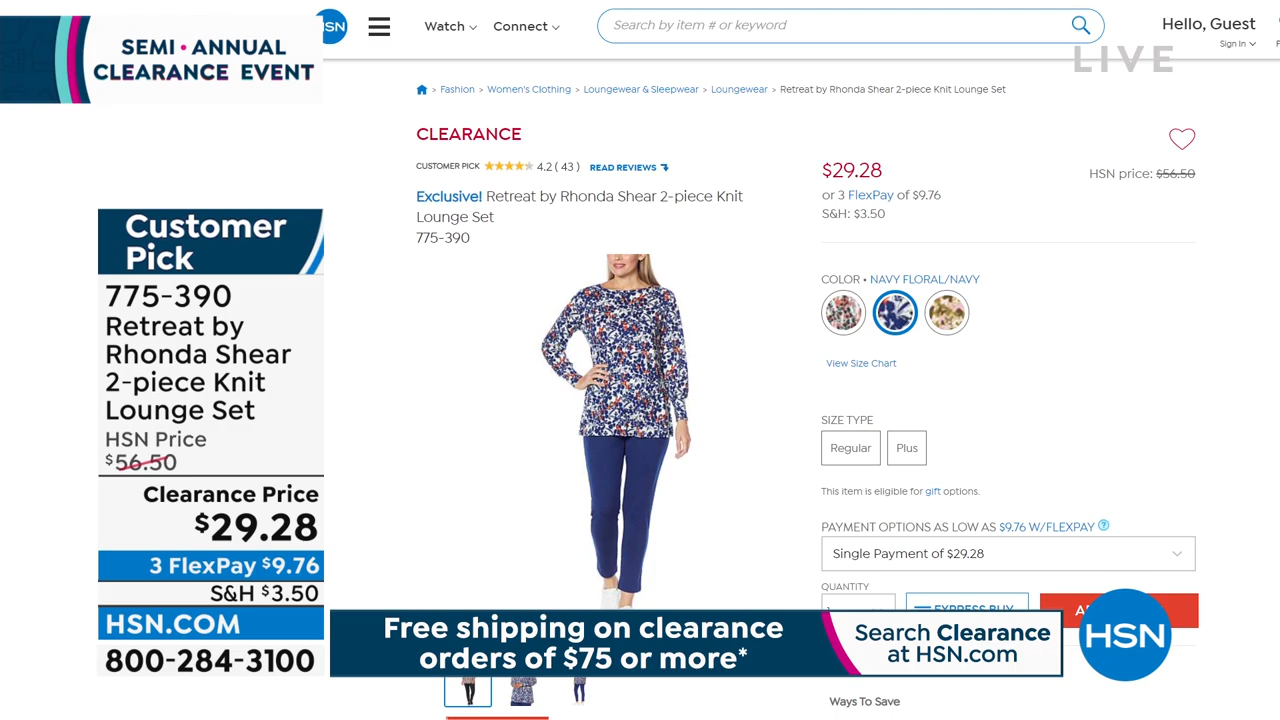 SEMI • ANNUAL
CLEARANCE EVENT
HSN
Watch
Connect
Search by item # or keyword
Hello, Guest
Sign In
LIVE
Fashion > Women's Clothing > Loungewear & Sleepwear > Loungewear > Retreat by Rhonda Shear 2-piece Knit Lounge Set
CLEARANCE
CUSTOMER PICK 4.2 ( 43 ) READ REVIEWS
Exclusive! Retreat by Rhonda Shear 2-piece Knit
Lounge Set
775-390
$29.28
HSN price: $56.50
or 3 FlexPay of $9.76
S&H: $3.50
COLOR • NAVY FLORAL/NAVY
View Size Chart
SIZE TYPE
Regular
Plus
This item is eligible for gift options.
PAYMENT OPTIONS AS LOW AS $9.76 W/FLEXPAY ?
Single Payment of $29.28
QUANTITY
EXPRESS BUY
Ways To Save
Customer
Pick
775-390
Retreat by
Rhonda Shear
2-piece Knit
Lounge Set
HSN Price
$56.50
Clearance Price
$29.28
3 FlexPay $9.76
S&H $3.50
HSN.COM
800-284-3100
Free shipping on clearance
orders of $75 or more*
Search Clearance
at HSN.com
HSN